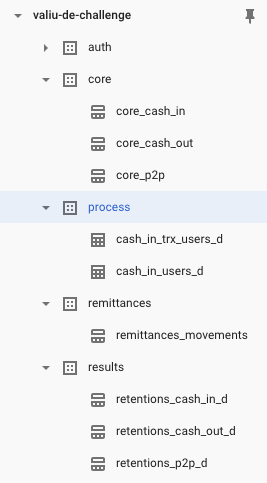 valiu-de-challenge
auth
core
core_cash_in
core_cash_out
core_p2p
process
cash_in_trx_users_d
cash_in_users_d
remittances
remittances_movements
results
retentions_cash_in_d
retentions_cash_out_d
retentions_p2p_d